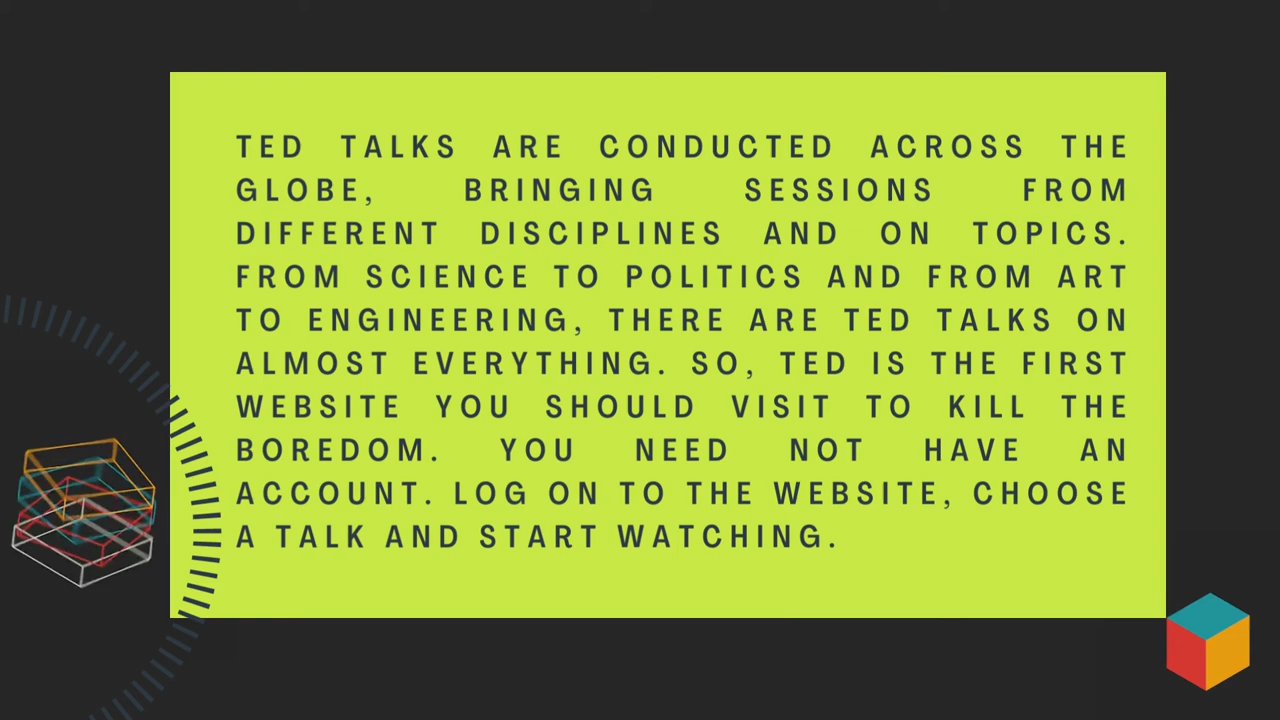 TED TALKS ARE CONDUCTED ACROSS THE
GLOBE, BRINGING SESSIONS FROM
DIFFERENT DISCIPLINES AND ON TOPICS.
FROM SCIENCE TO POLITICS AND FROM ART
TO ENGINEERING, THERE ARE TED TALKS ON
ALMOST EVERYTHING. SO, TED IS THE FIRST
WEBSITE YOU SHOULD VISIT TO KILL THE
BOREDOM. YOU NEED NOT HAVE AN
ACCOUNT. LOG ON TO THE WEBSITE, CHOOSE
A TALK AND START WATCHING.